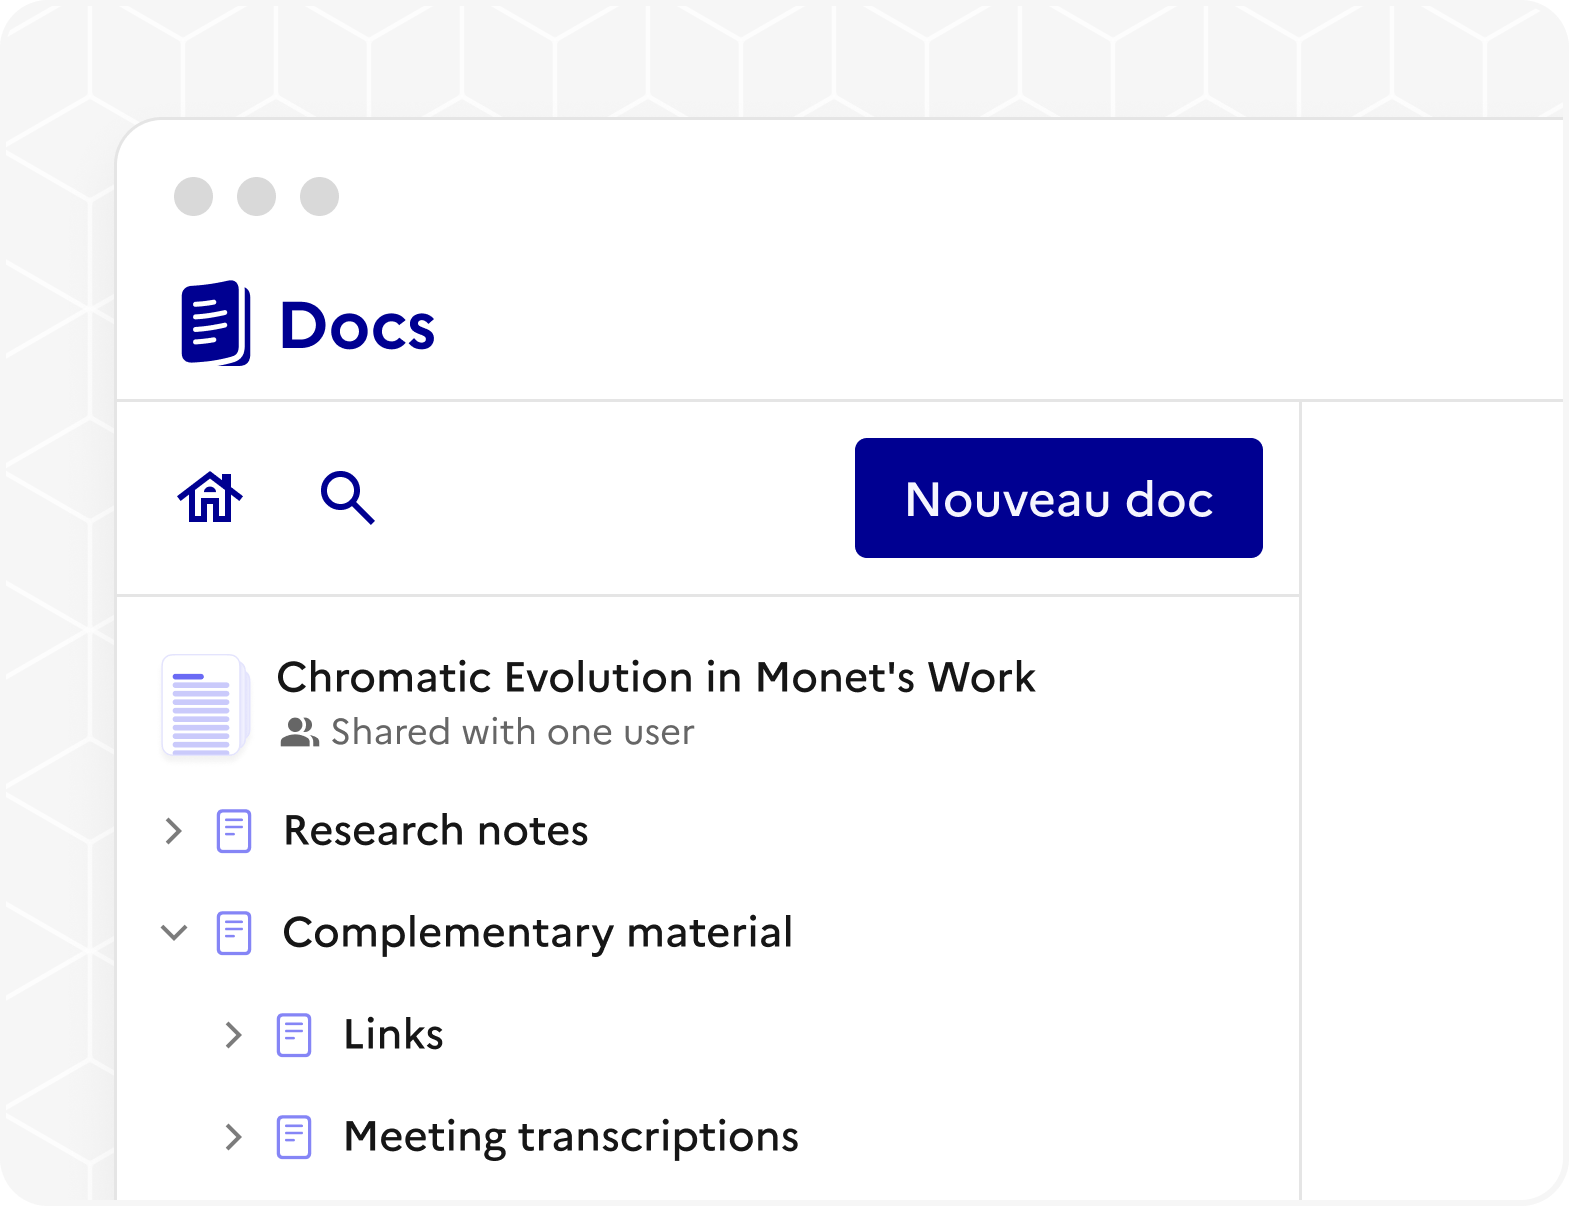 Docs
Nouveau doc
Chromatic Evolution in Monet's Work
Shared with one user
Research notes
Complementary material
Links
Meeting transcriptions